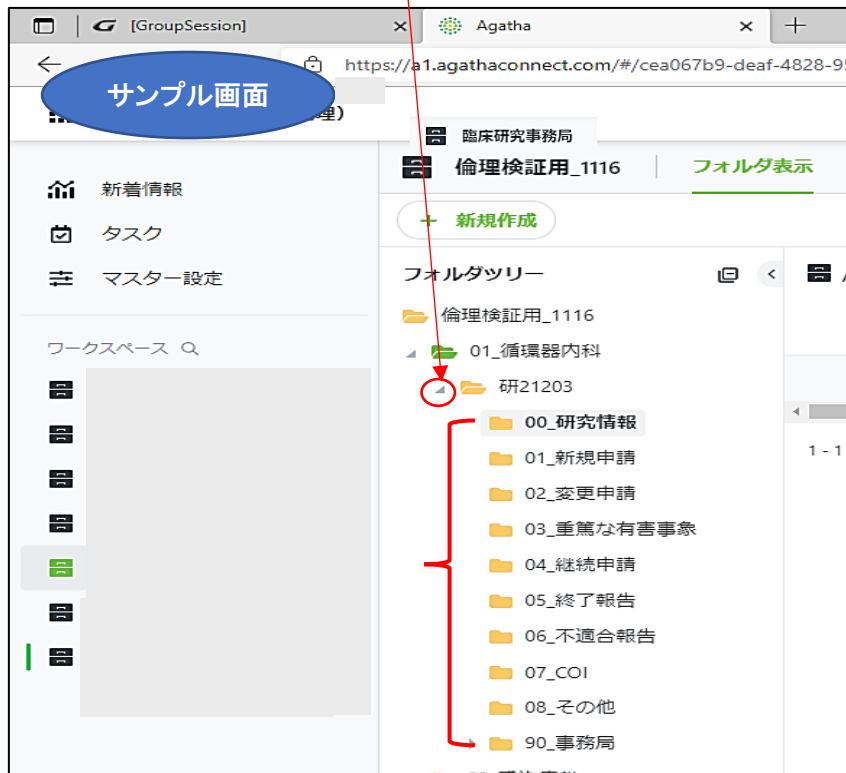 [GroupSession]
Agatha
https://a1.agathaconnect.com/#/cea067b9-deaf-4828-9
サンプル画面
理)
臨床研究事務局
倫理検証用_1116
フォルダ表示
新着情報
タスク
マスター設定
ワークスペース
+ 新規作成
フォルダツリー
倫理検証用_1116
01_循環器内科
研21203
00_研究情報
01_新規申請
02_変更申請
03_重篤な有害事象
04_継続申請
05_終了報告
06_不適合報告
07_COI
08_その他
90_事務局
1 - 1